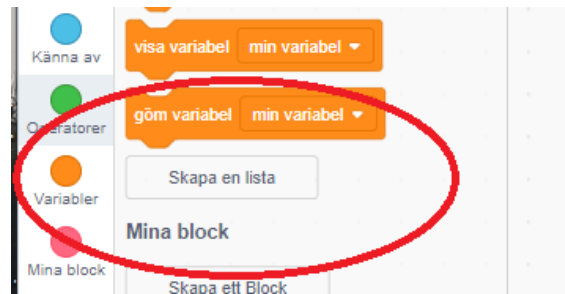 Känna av
Operatorer
Variabler
Mina block
visa variabel min variabel
göm variabel min variabel
Skapa en lista
Mina block
Skapa ett Block